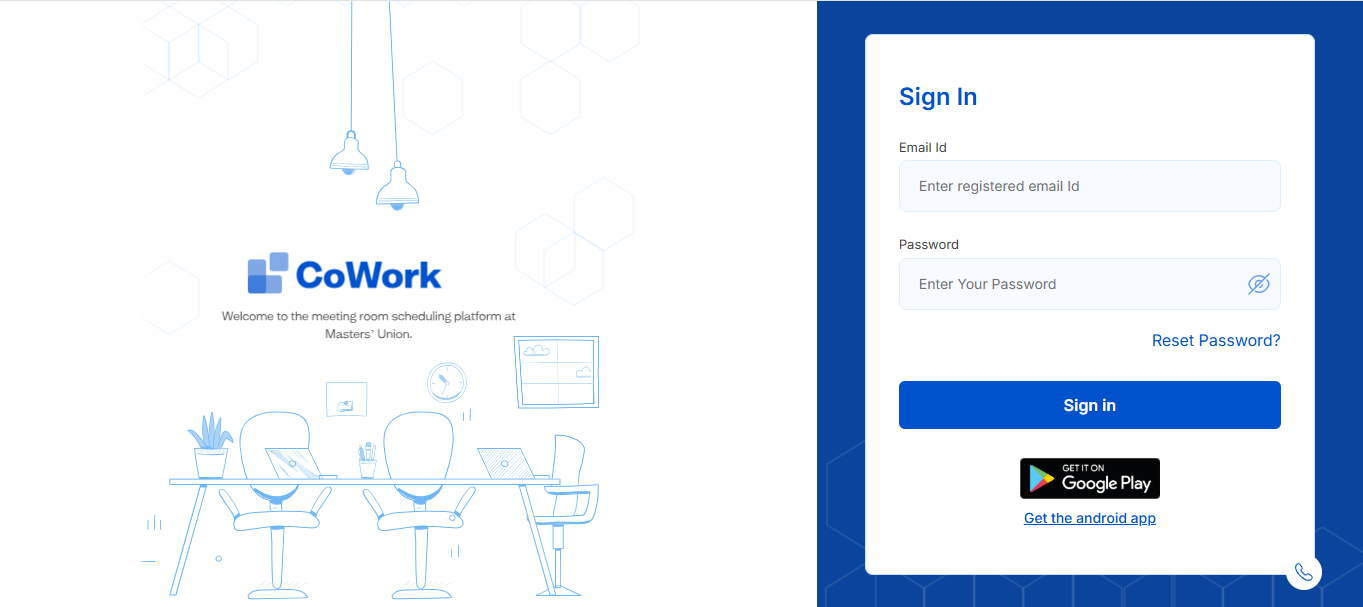 CoWork
Welcome to the meeting room scheduling platform at
Masters' Union.
Sign In
Email Id
Enter registered email Id
Password
Enter Your Password
Reset Password?
Sign in
GET IT ON
Google Play
Get the android app